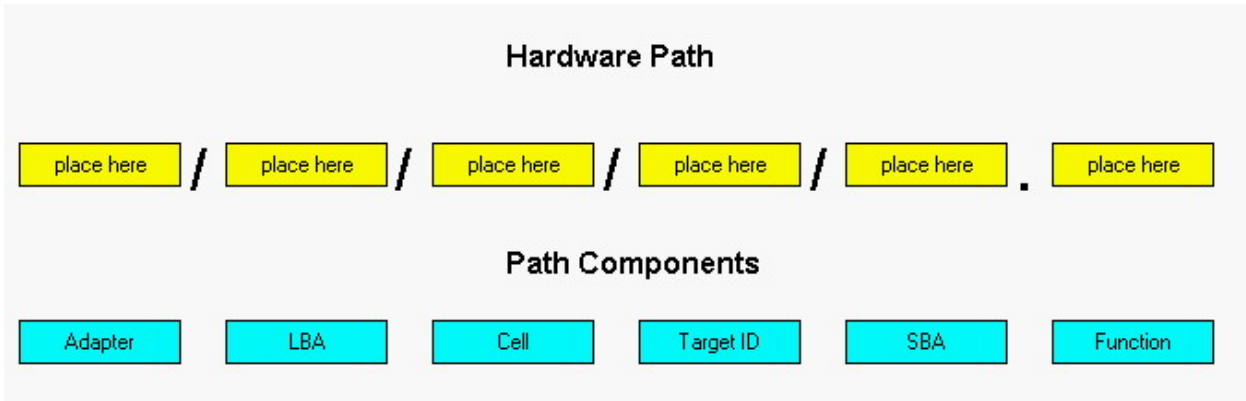 Hardware Path
place here / place here / place here / place here / place here . place here
Path Components
Adapter LBA Cell Target ID SBA Function